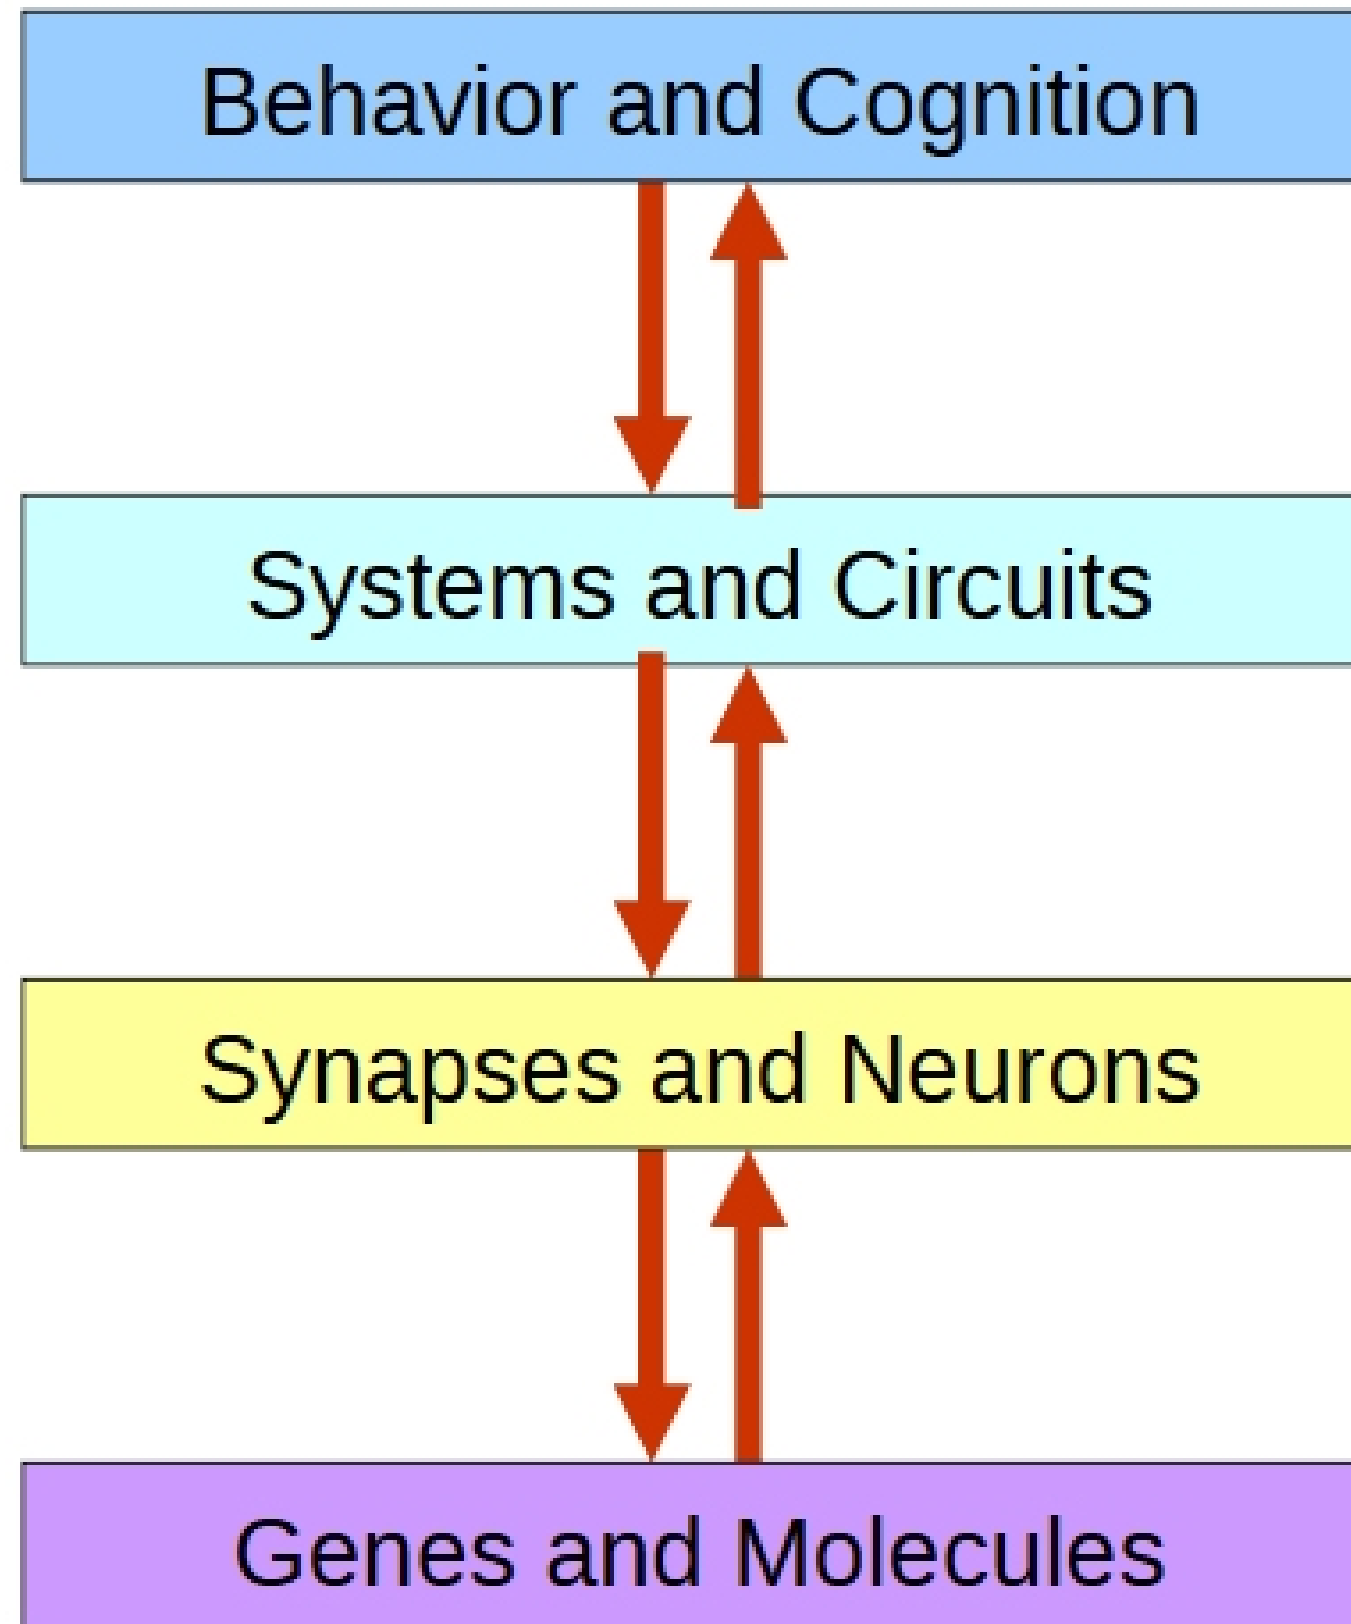 Behavior and Cognition
Systems and Circuits
Synapses and Neurons
Genes and Molecules